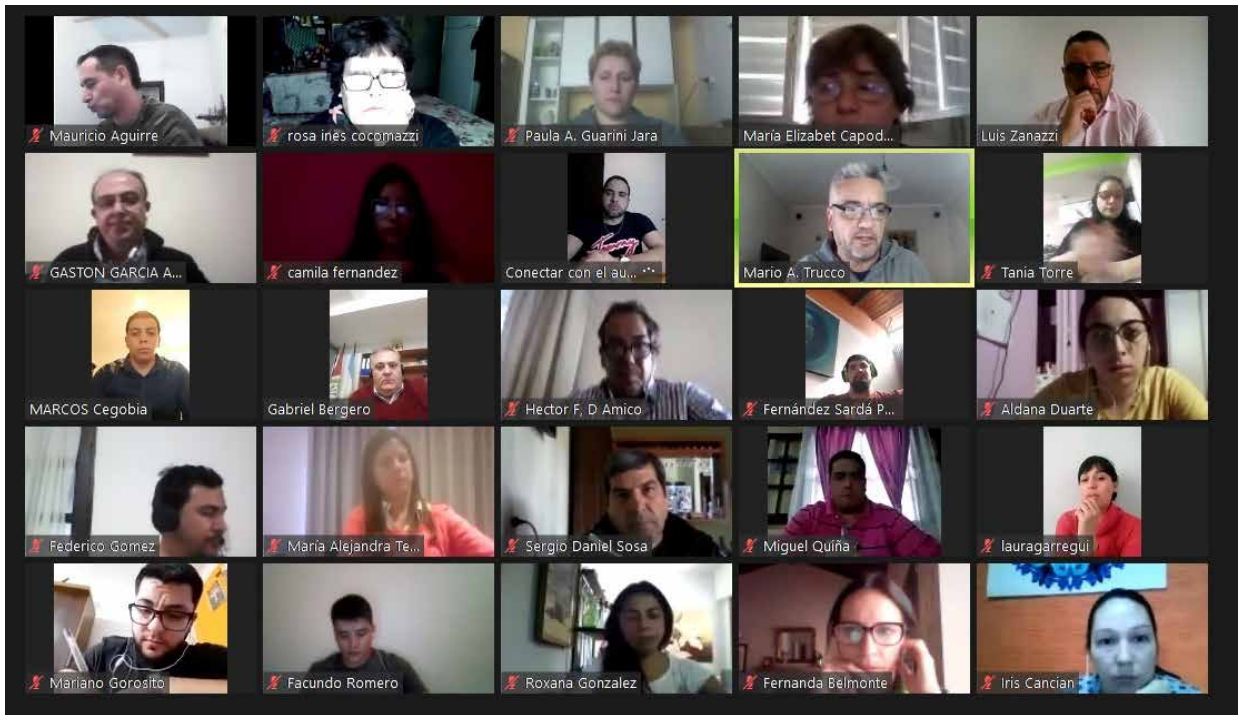 Mauricio Aguirre
rosa ines cocomazzi
Paula A. Guarini Jara
María Elizabet Capod...
Luis Zanazzi
GASTON GARCIA A...
camila fernandez
Conectar con el au...
Mario A. Trucco
Tania Torre
MARCOS Cegobia
Gabriel Bergero
Hector F, D Amico
Fernández Sardá P...
Aldana Duarte
Federico Gomez
María Alejandra Te...
Sergio Daniel Sosa
Miguel Quíña
lauragarregui
Mariano Gorosito
Facundo Romero
Roxana Gonzalez
Fernanda Belmonte
Iris Cancian